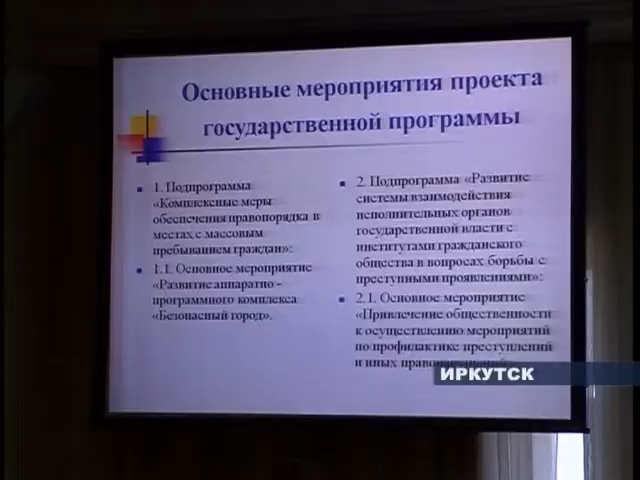 Основные мероприятия проекта
государственной программы
1. Подпрограмма
«Комплексные меры
обеспечения правопорядка в
местах с массовым
пребыванием граждан»:
1.1. Основное мероприятие
«Развитие аппаратно -
программного комплекса
«Безопасный город».
2. Подпрограмма «Развитие
системы взаимодействия
исполнительных органов
государственной власти с
институтами гражданского
общества в вопросах борьбы с
преступными проявлениями»:
2.1. Основное мероприятие
«Привлечение общественности
к осуществлению мероприятий
по профилактике преступлений
и иных
ИРКУТСК